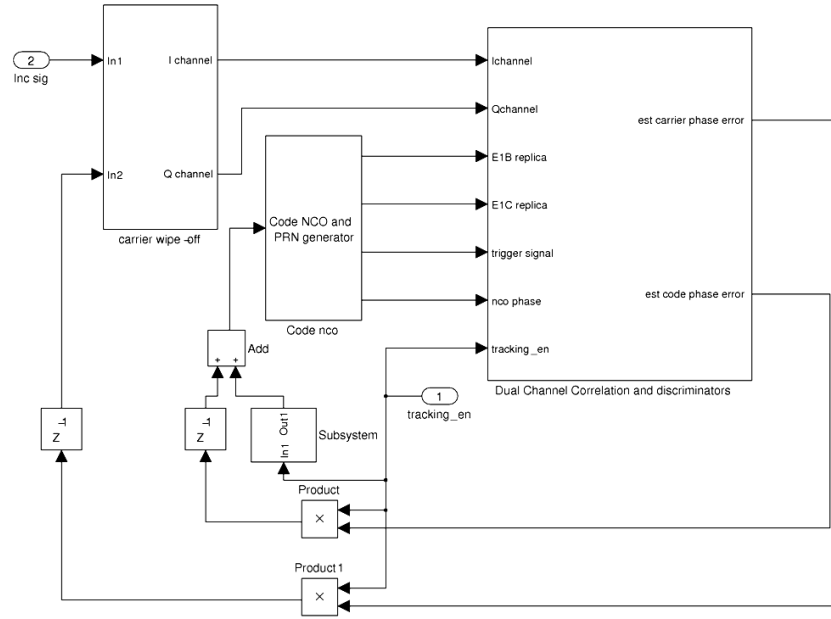 2
Inc sig
In1
I channel
In2
Q channel
carrier wipe -off
Code NCO and
PRN generator
Code nco
Ichannel
Qchannel
E1B replica
E1C replica
trigger signal
nco phase
tracking_en
est carrier phase error
est code phase error
Dual Channel Correlation and discriminators
+ +
Add
1
tracking_en
Z -1
Z -1
In1 Out1
Subsystem
Product
×
Product 1
×